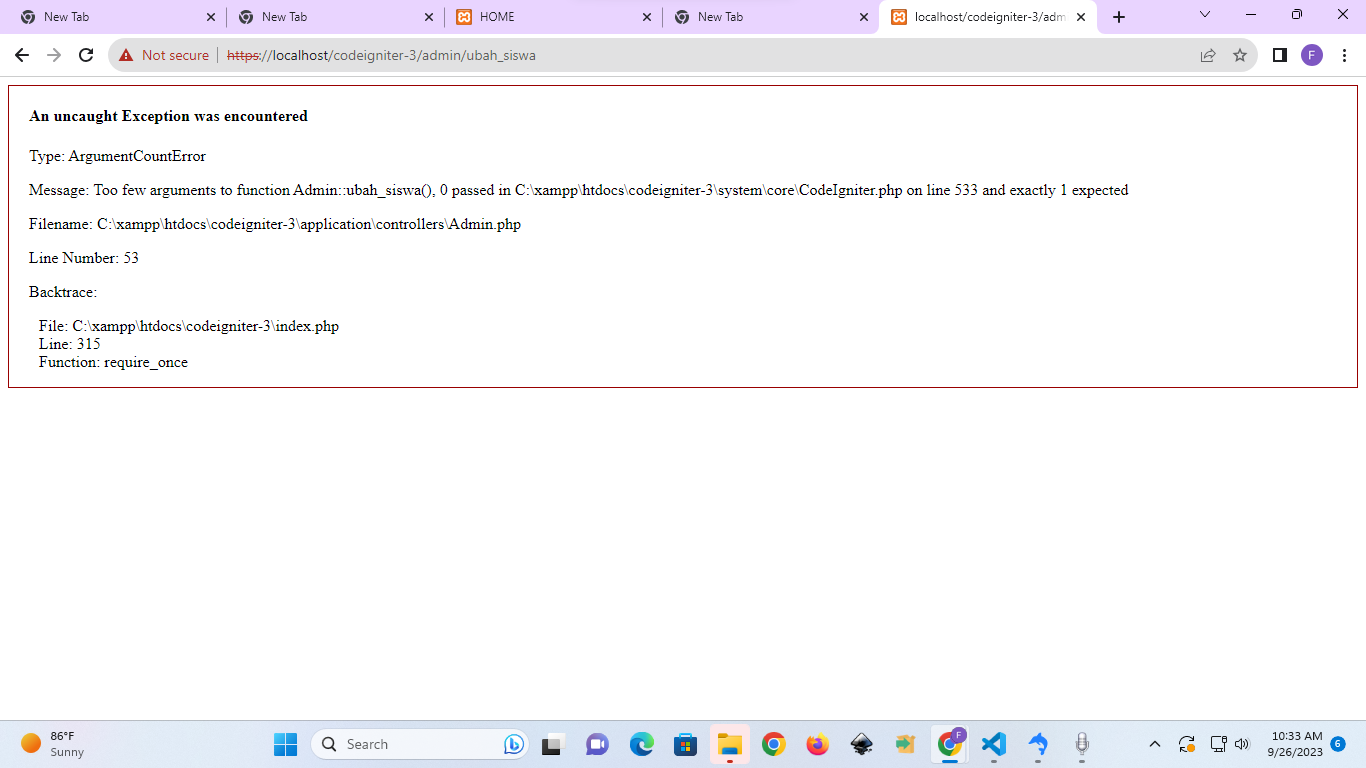 New Tab
New Tab
HOME
New Tab
localhost/codeigniter-3/adm
Not secure
https://localhost/codeigniter-3/admin/ubah_siswa
F
An uncaught Exception was encountered
Type: ArgumentCountError
Message: Too few arguments to function Admin::ubah_siswa(), 0 passed in C:\xampp\htdocs\codeigniter-3\system\core\CodeIgniter.php on line 533 and exactly 1 expected
Filename: C:\xampp\htdocs\codeigniter-3\application\controllers\Admin.php
Line Number: 53
Backtrace:
File: C:\xampp\htdocs\codeigniter-3\index.php
Line: 315
Function: require_once
86°F
Sunny
Search
F
10:33 AM
9/26/2023
6